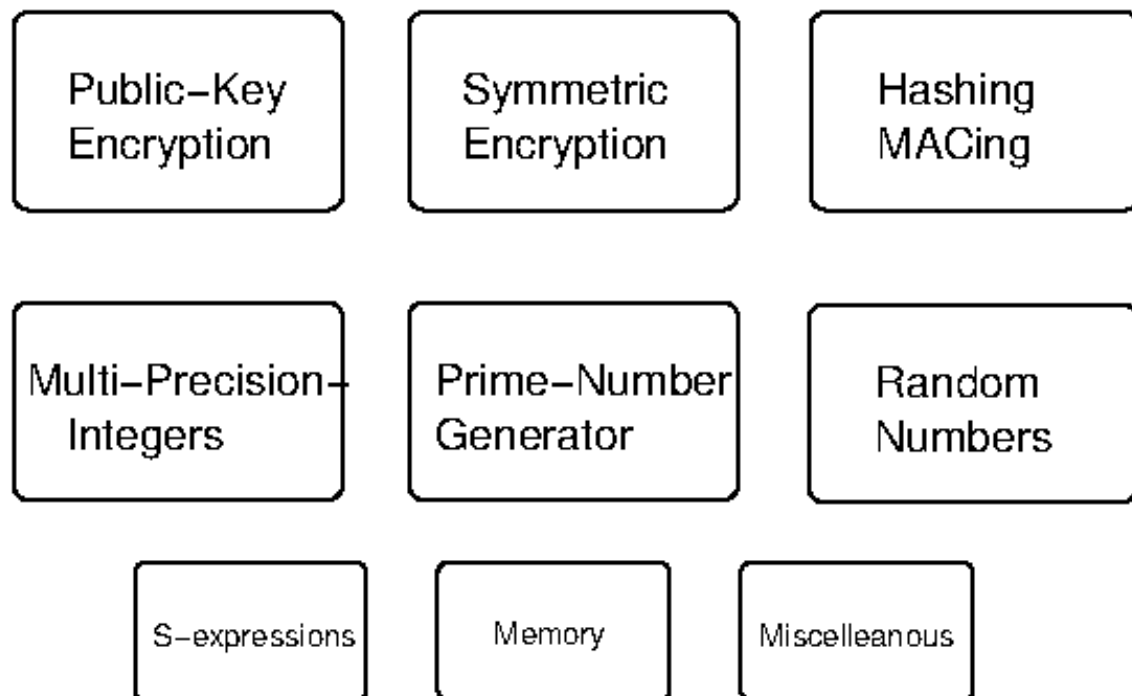 Public-Key
Encryption
Symmetric
Encryption
Hashing
MACing
Multi-Precision-
Integers
Prime-Number
Generator
Random
Numbers
S-expressions
Memory
Miscelleanous